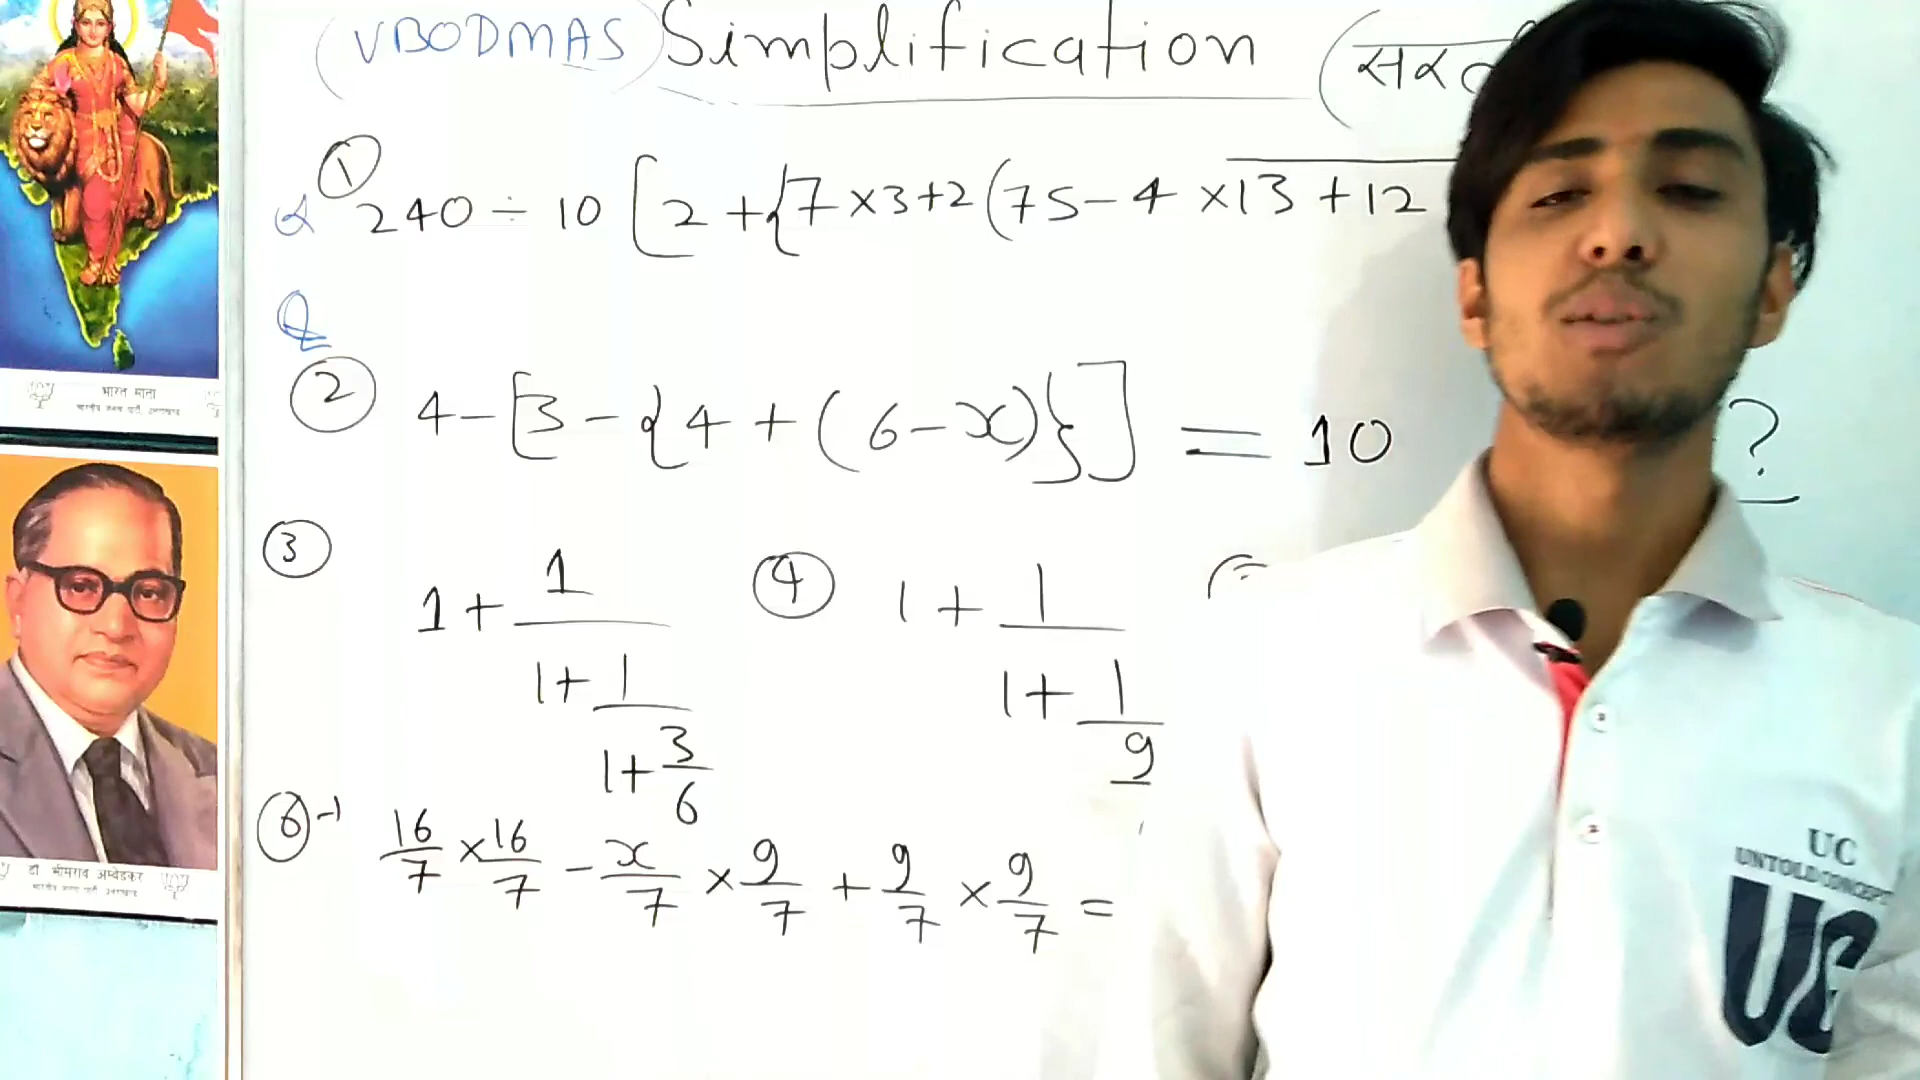 (VBODMAS) Simplification
① 240 ÷ 10 [2 + {7 × 3 + 2 (75 - 4 × 13 + 12
Q
② 4 - [3 - {4 + (6 - x)}] = 10 ?
③ 1 + 1/(1 + 1/(1 + 3/6))
④ 1 + 1/(1 + 1/9)
⑥ 16/7 × 16/7 - x/7 × 9/7 + 9/7 × 9/7 =
भारत माता
डॉ भीमराव अम्बेडकर
UC
UNTOLD CONCEPT
UC